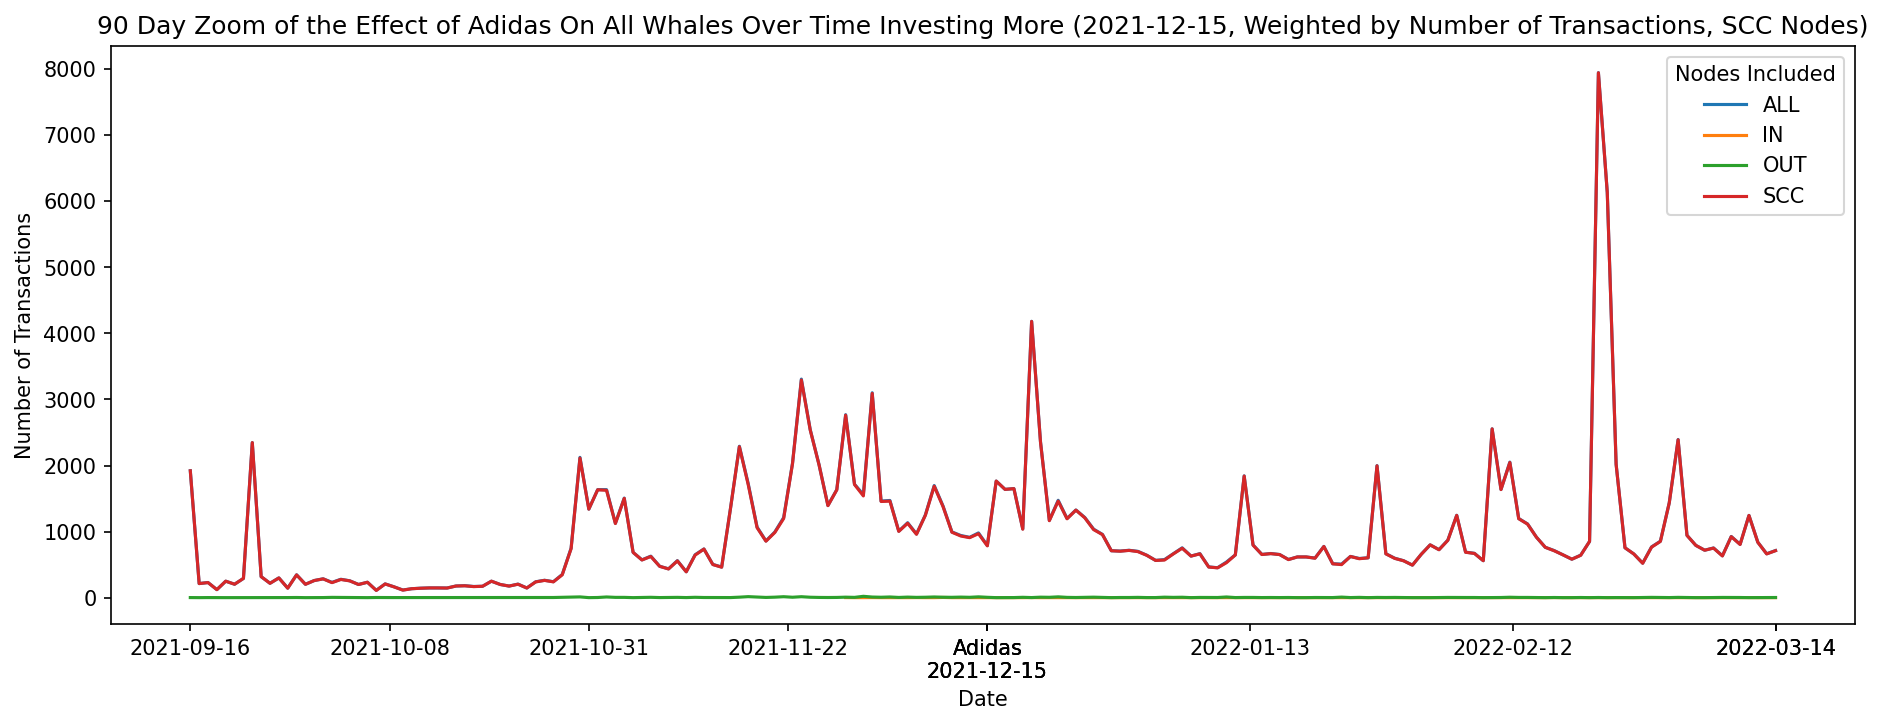 90 Day Zoom of the Effect of Adidas On All Whales Over Time Investing More (2021-12-15, Weighted by Number of Transactions, SCC Nodes)
Nodes Included
ALL
IN
OUT
SCC
Number of Transactions
8000
7000
6000
5000
4000
3000
2000
1000
0
2021-09-16
2021-10-08
2021-10-31
2021-11-22
Adidas
2021-12-15
2022-01-13
2022-02-12
2022-03-14
Date